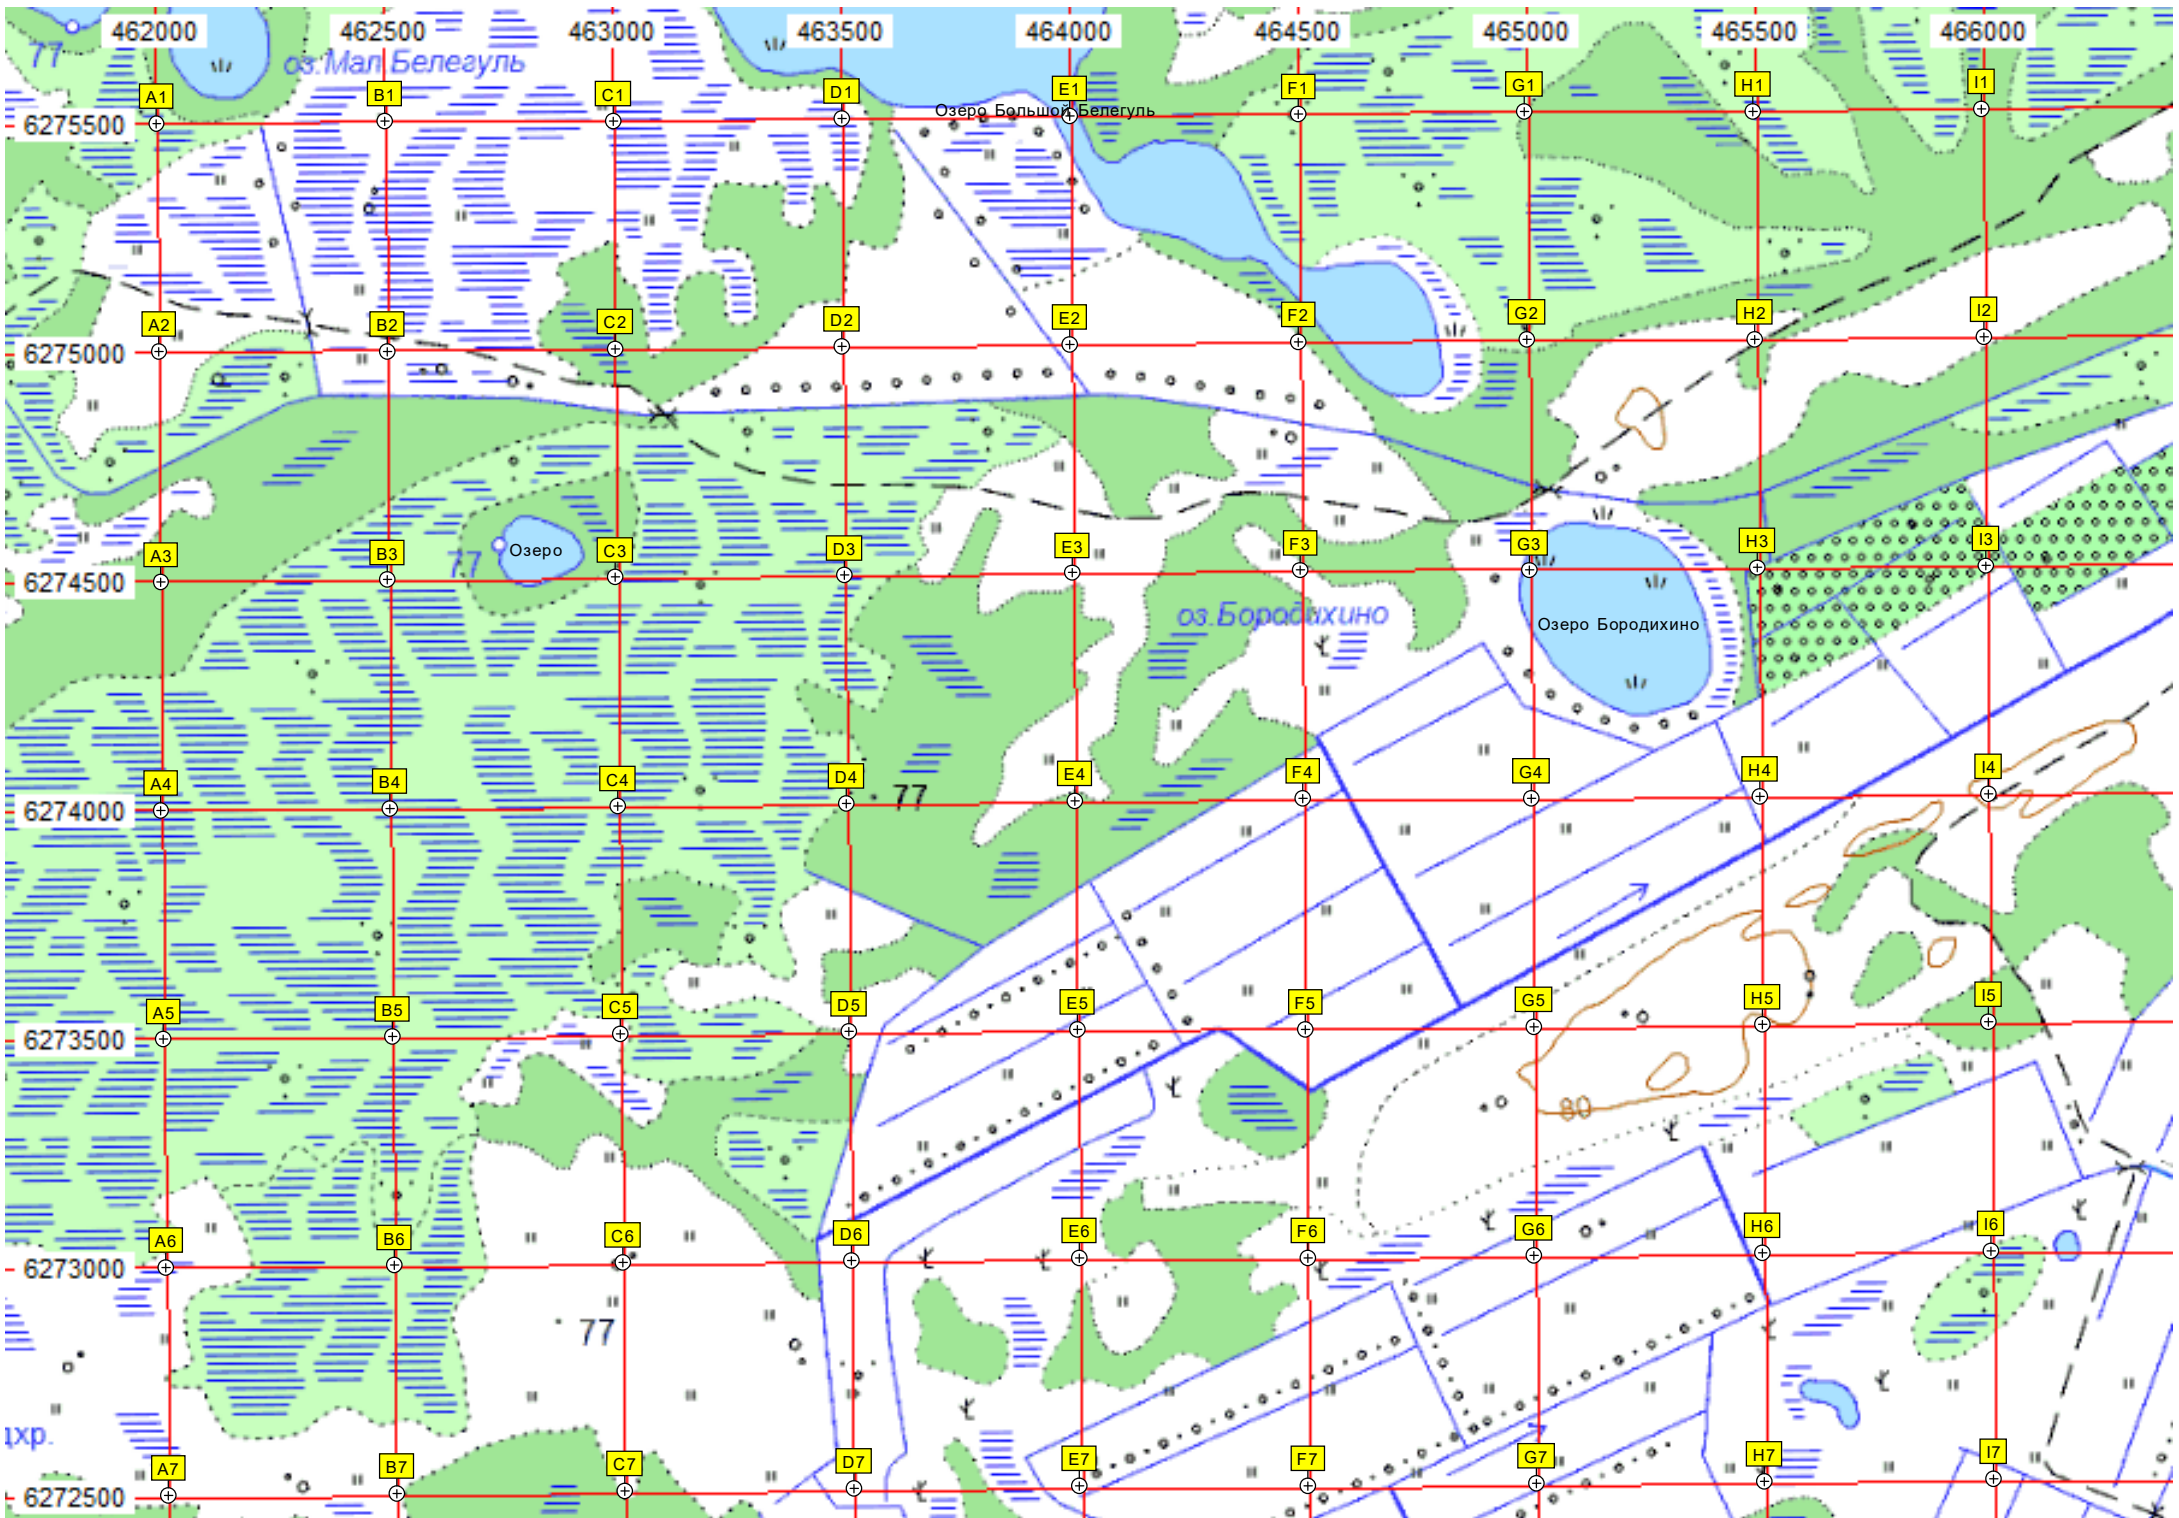 462000 462500 463000 463500 464000 464500 465000 465500 466000
77 оз.Мал.Белегуль
A1 B1 C1 D1 E1 F1 G1 H1 I1
Озеро Большой Белегуль
6275500
A2 B2 C2 D2 E2 F2 G2 H2 I2
6275000
A3 B3 C3 D3 E3 F3 G3 H3 I3
77 Озеро
6274500
оз.Бородихино
Озеро Бородихино
A4 B4 C4 D4 E4 F4 G4 H4 I4
77
6274000
A5 B5 C5 D5 E5 F5 G5 H5 I5
6273500
80
A6 B6 C6 D6 E6 F6 G6 H6 I6
6273000
77
хр.
A7 B7 C7 D7 E7 F7 G7 H7 I7
6272500